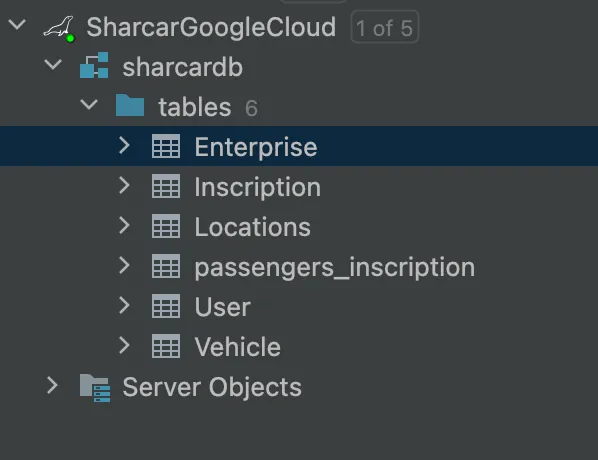 SharcarGoogleCloud 1 of 5
sharcardb
tables 6
Enterprise
Inscription
Locations
passengers_inscription
User
Vehicle
Server Objects